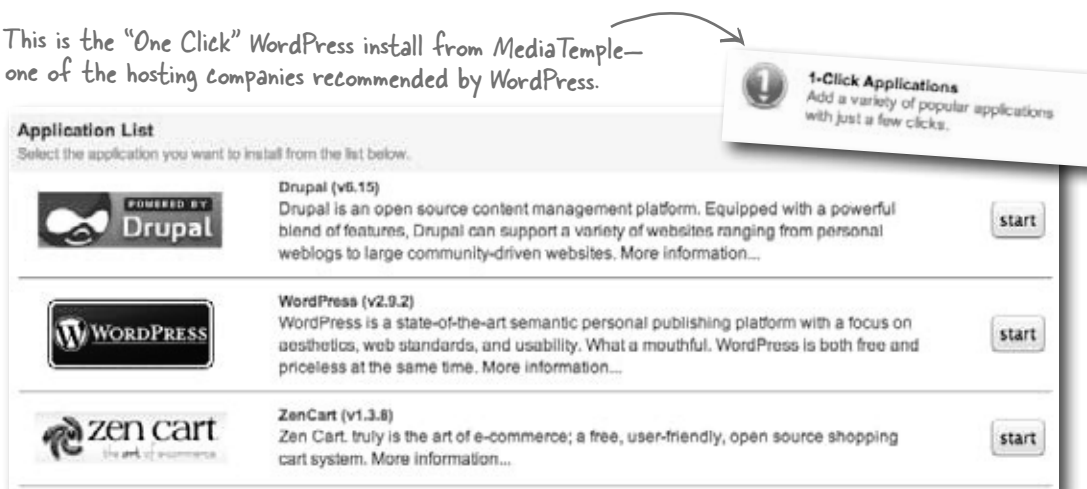 This is the "One Click" WordPress install from MediaTemple—
one of the hosting companies recommended by WordPress.
1-Click Applications
Add a variety of popular applications
with just a few clicks.
Application List
Select the application you want to install from the list below.
POWERED BY
Drupal
Drupal (v6.15)
Drupal is an open source content management platform. Equipped with a powerful
blend of features, Drupal can support a variety of websites ranging from personal
weblogs to large community-driven websites. More information...
start
WORDPRESS
WordPress (v2.9.2)
WordPress is a state-of-the-art semantic personal publishing platform with a focus on
aesthetics, web standards, and usability. What a mouthful. WordPress is both free and
priceless at the same time. More information...
start
zen cart
the art of e-commerce
ZenCart (v1.3.8)
Zen Cart. truly is the art of e-commerce; a free, user-friendly, open source shopping
cart system. More information...
start